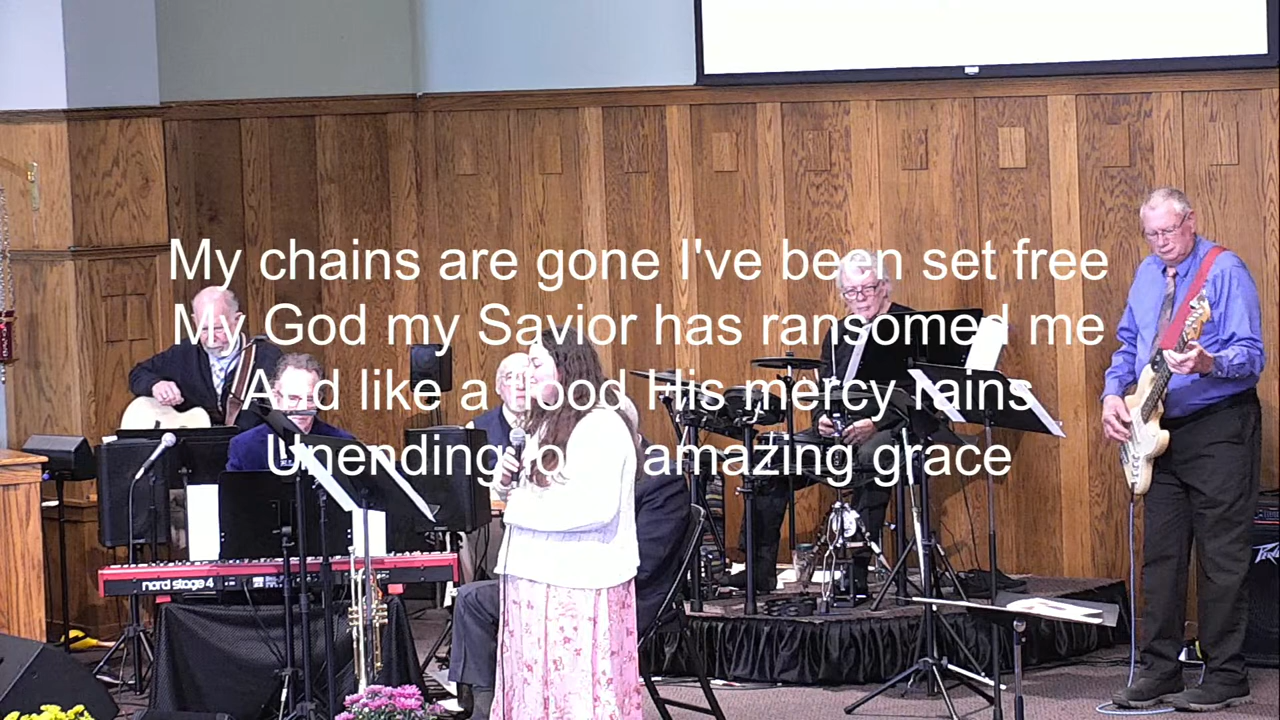 My chains are gone I've been set free
My God my Savior has ransomed me
And like a flood His mercy rains
Unending love amazing grace
nord stage 4